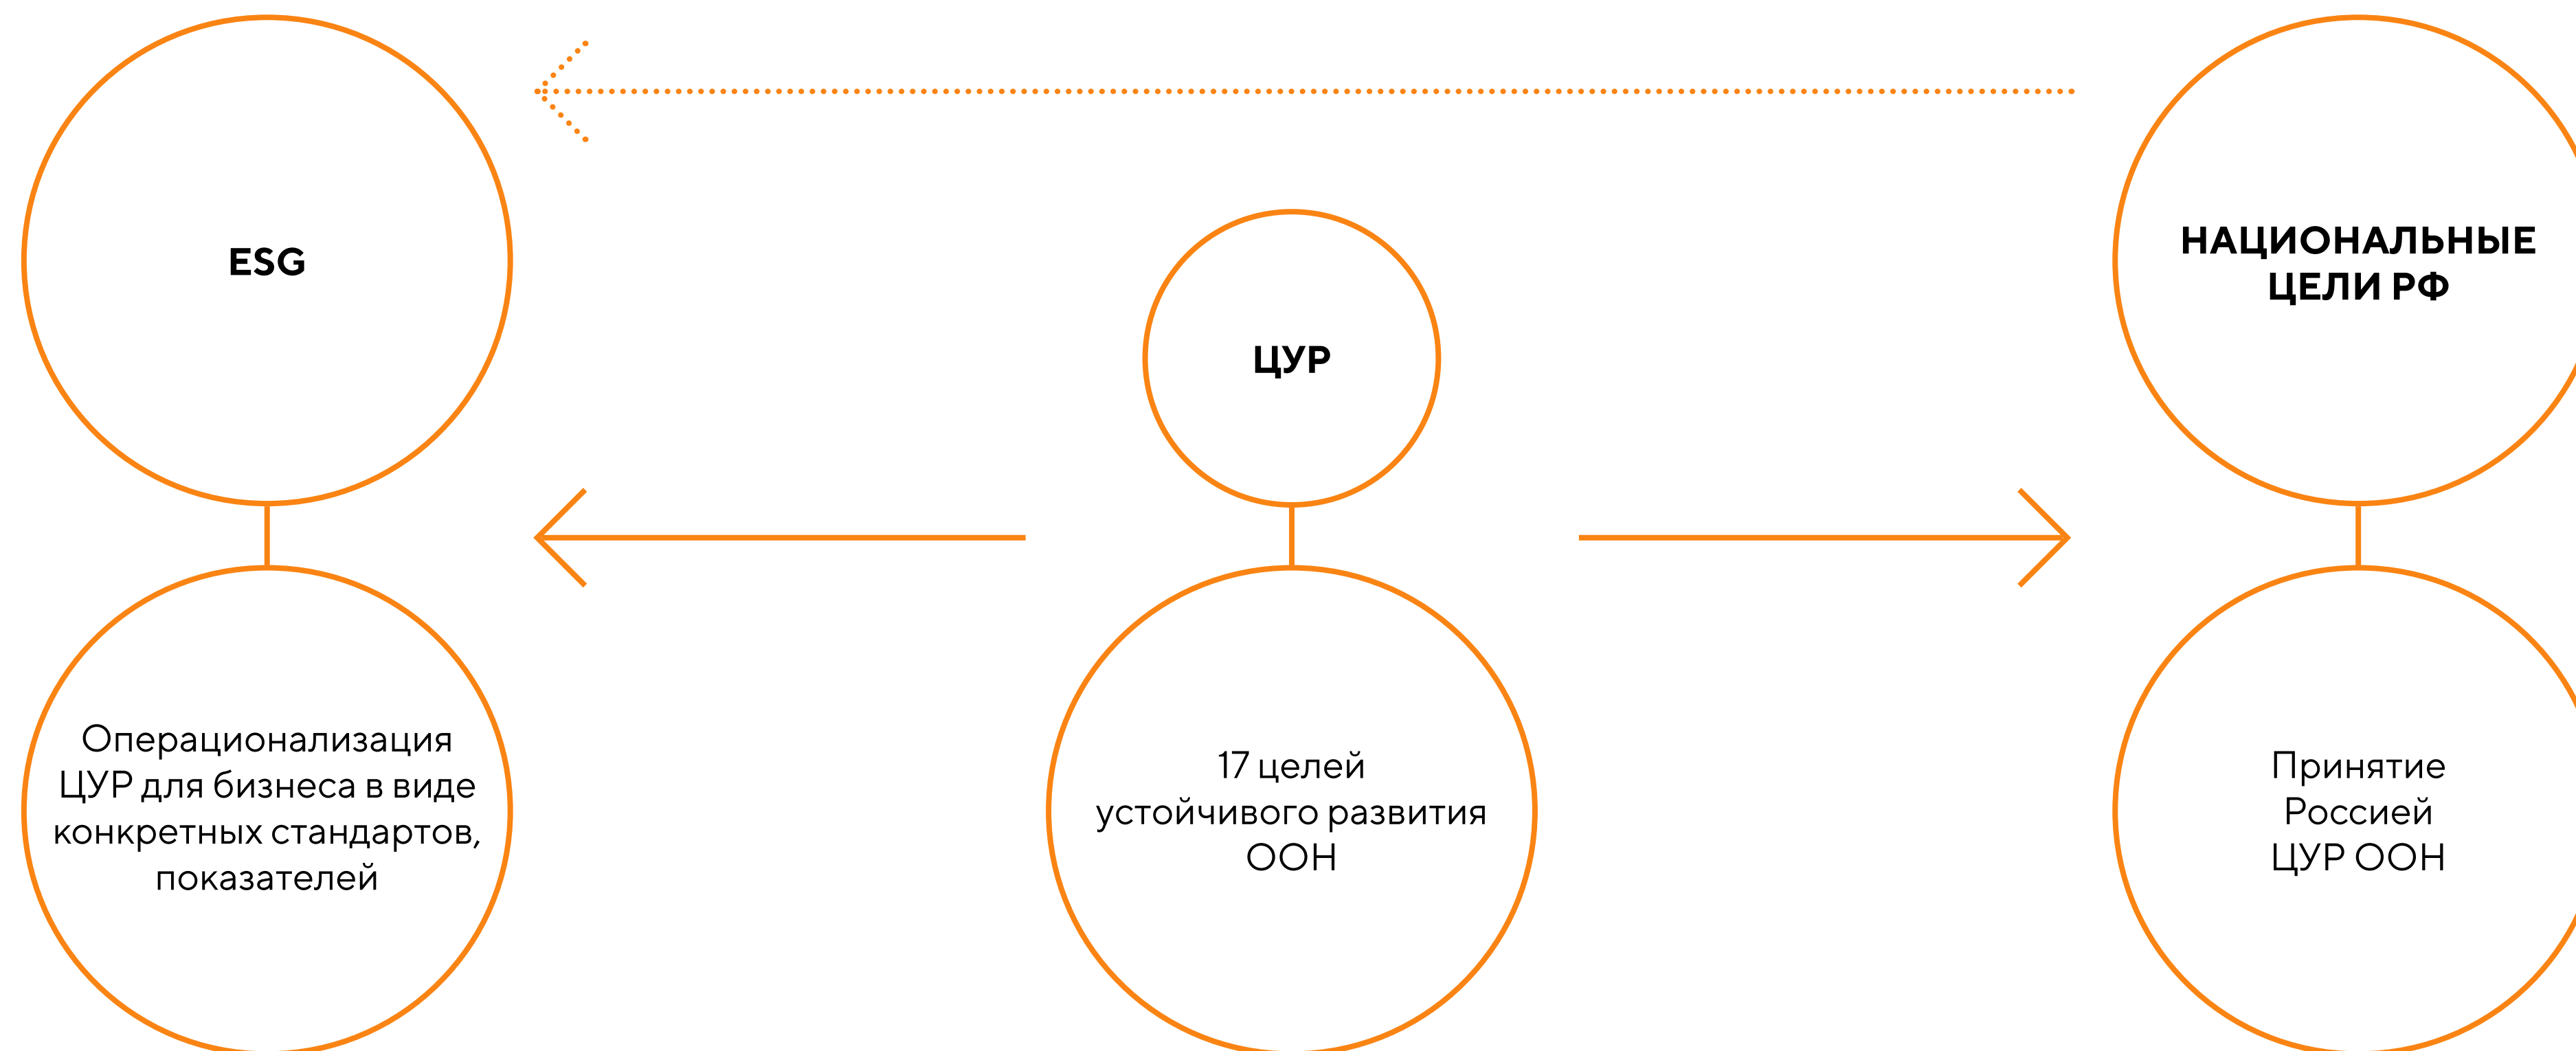 ESG
Операционализация
ЦУР для бизнеса в виде
конкретных стандартов,
показателей
ЦУР
17 целей
устойчивого развития
ООН
НАЦИОНАЛЬНЫЕ
ЦЕЛИ РФ
Принятие
Россией
ЦУР ООН